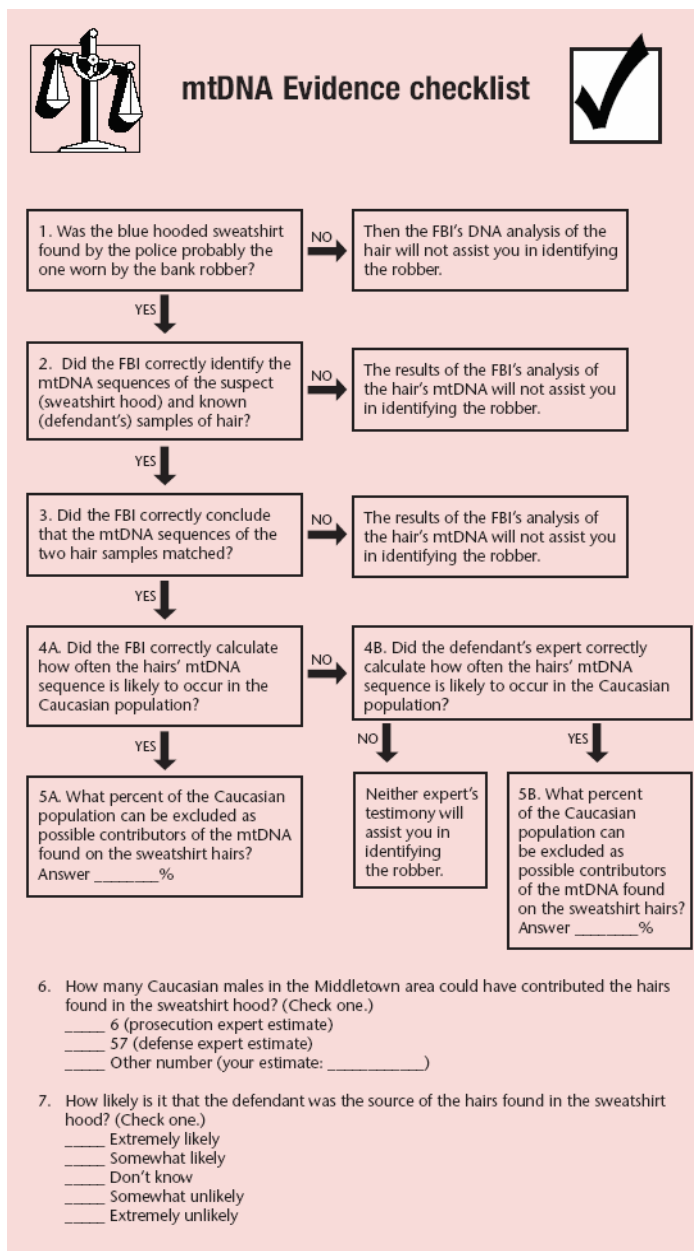 mtDNA Evidence checklist
1. Was the blue hooded sweatshirt
found by the police probably the
one worn by the bank robber?
NO
Then the FBI's DNA analysis of the
hair will not assist you in identifying
the robber.
YES
2. Did the FBI correctly identify the
mtDNA sequences of the suspect
(sweatshirt hood) and known
(defendant's) samples of hair?
NO
The results of the FBI's analysis of
the hair's mtDNA will not assist you
in identifying the robber.
YES
3. Did the FBI correctly conclude
that the mtDNA sequences of the
two hair samples matched?
NO
The results of the FBI's analysis of
the hair's mtDNA will not assist you
in identifying the robber.
YES
4A. Did the FBI correctly calculate
how often the hairs' mtDNA
sequence is likely to occur in the
Caucasian population?
NO
4B. Did the defendant's expert correctly
calculate how often the hairs' mtDNA
sequence is likely to occur in the Caucasian
population?
YES
5A. What percent of the Caucasian
population can be excluded as
possible contributors of the mtDNA
found on the sweatshirt hairs?
Answer ________%
NO
Neither expert's
testimony will
assist you in
identifying
the robber.
YES
5B. What percent
of the Caucasian
population can
be excluded as
possible contributors
of the mtDNA found
on the sweatshirt hairs?
Answer ________%
6. How many Caucasian males in the Middletown area could have contributed the hairs
found in the sweatshirt hood? (Check one.)
_____ 6 (prosecution expert estimate)
_____ 57 (defense expert estimate)
_____ Other number (your estimate: ____________)
7. How likely is it that the defendant was the source of the hairs found in the sweatshirt
hood? (Check one.)
_____ Extremely likely
_____ Somewhat likely
_____ Don't know
_____ Somewhat unlikely
_____ Extremely unlikely